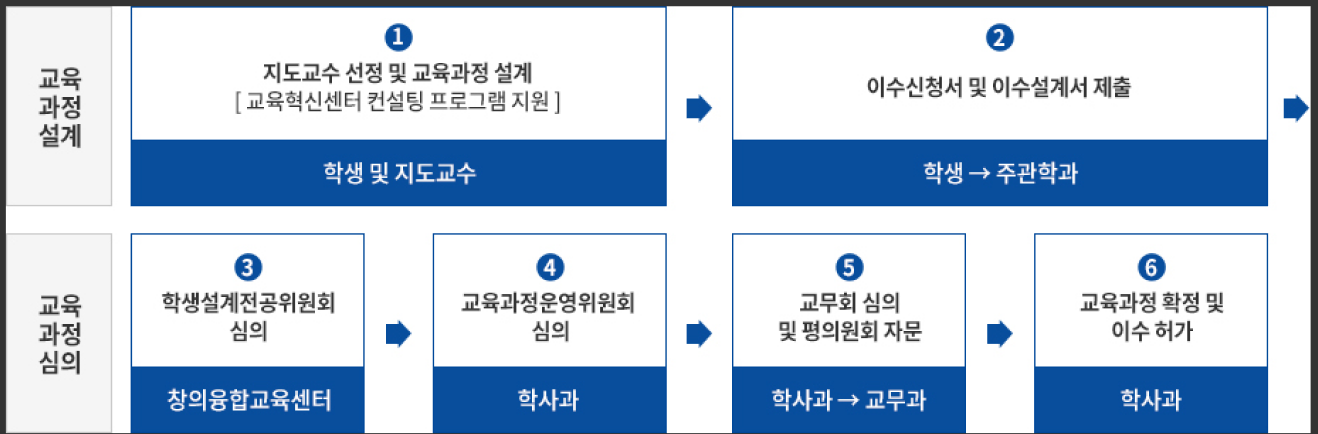 교육
과정
설계
1
지도교수 선정 및 교육과정 설계
[ 교육혁신센터 컨설팅 프로그램 지원 ]
학생 및 지도교수
2
이수신청서 및 이수설계서 제출
학생 → 주관학과
교육
과정
심의
3
학생설계전공위원회
심의
창의융합교육센터
4
교육과정운영위원회
심의
학사과
5
교무회 심의
및 평의원회 자문
학사과 → 교무과
6
교육과정 확정 및
이수 허가
학사과